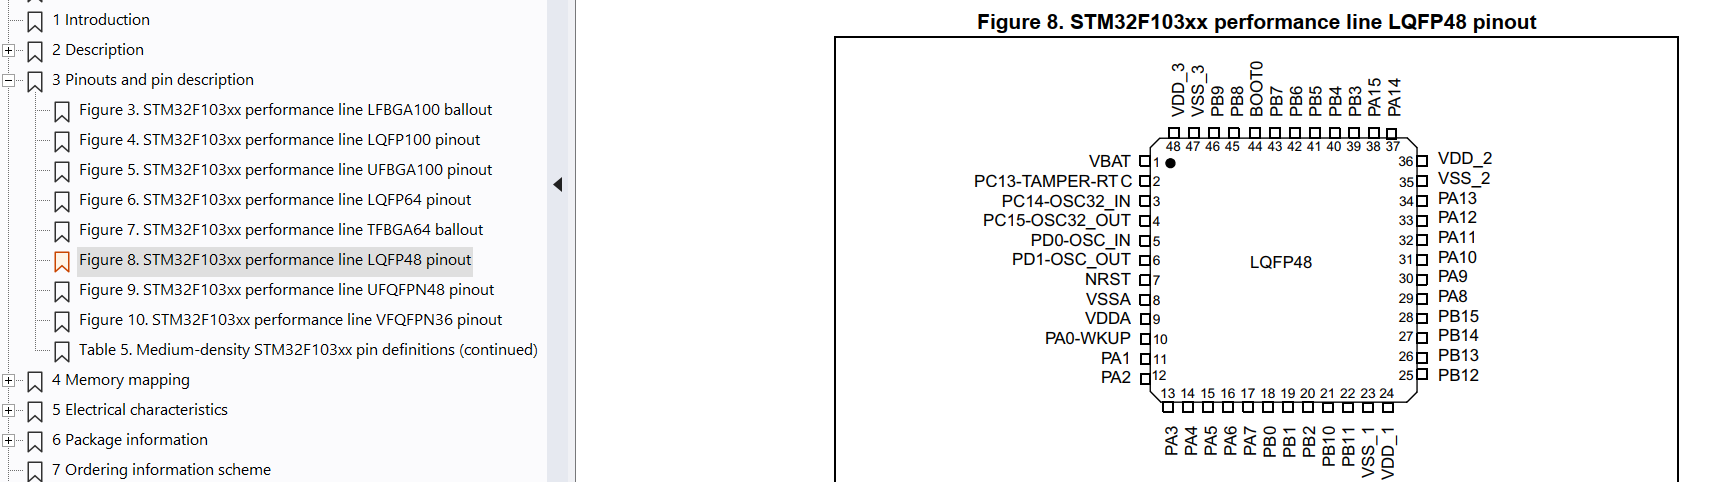 1 Introduction
2 Description
3 Pinouts and pin description
Figure 3. STM32F103xx performance line LFBGA100 ballout
Figure 4. STM32F103xx performance line LQFP100 pinout
Figure 5. STM32F103xx performance line UFBGA100 pinout
Figure 6. STM32F103xx performance line LQFP64 pinout
Figure 7. STM32F103xx performance line TFBGA64 ballout
Figure 8. STM32F103xx performance line LQFP48 pinout
Figure 9. STM32F103xx performance line UFQFPN48 pinout
Figure 10. STM32F103xx performance line VFQFPN36 pinout
Table 5. Medium-density STM32F103xx pin definitions (continued)
4 Memory mapping
5 Electrical characteristics
6 Package information
7 Ordering information scheme
Figure 8. STM32F103xx performance line LQFP48 pinout
VDD_3 VSS_3 PB9 PB8 BOOT0 PB7 PB6 PB5 PB4 PB3 PA15 PA14
48 47 46 45 44 43 42 41 40 39 38 37
VBAT 1 36 VDD_2
PC13-TAMPER-RTC 2 35 VSS_2
PC14-OSC32_IN 3 34 PA13
PC15-OSC32_OUT 4 33 PA12
PD0-OSC_IN 5 32 PA11
PD1-OSC_OUT 6 LQFP48 31 PA10
NRST 7 30 PA9
VSSA 8 29 PA8
VDDA 9 28 PB15
PA0-WKUP 10 27 PB14
PA1 11 26 PB13
PA2 12 25 PB12
13 14 15 16 17 18 19 20 21 22 23 24
PA3 PA4 PA5 PA6 PA7 PB0 PB1 PB2 PB10 PB11 VSS_1 VDD_1